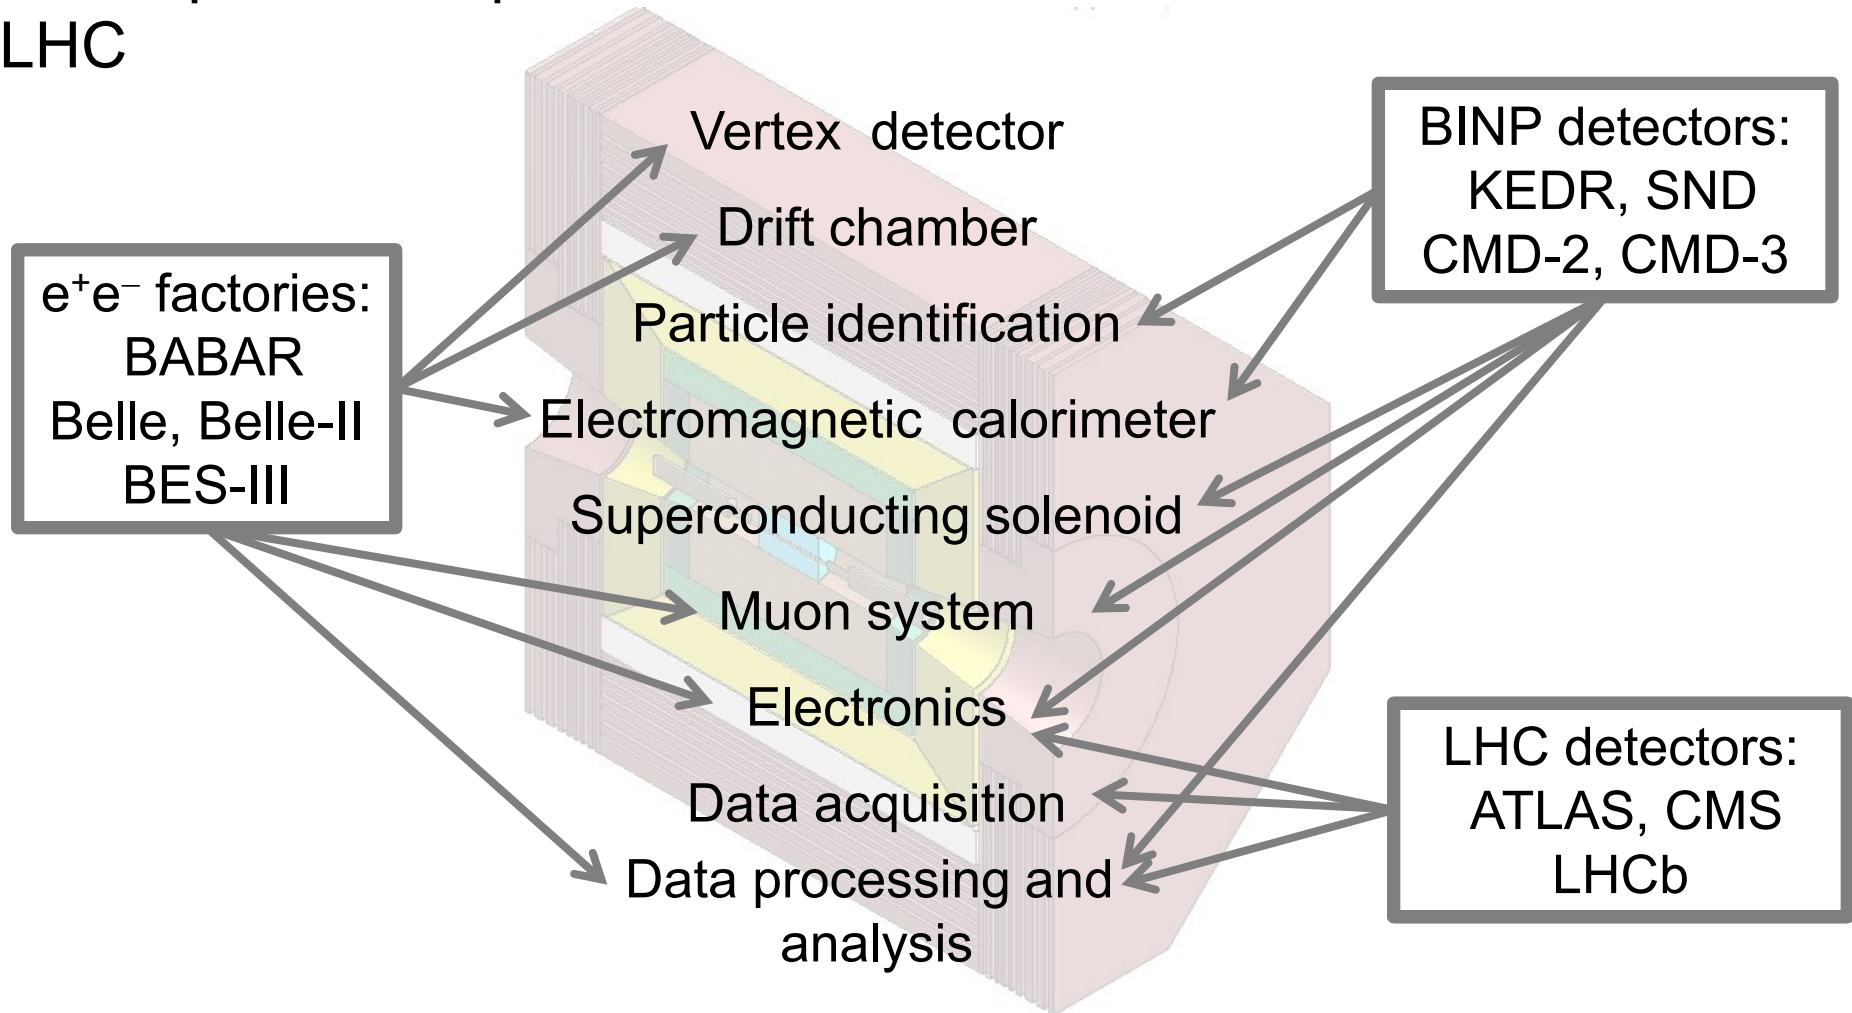 LHC
Vertex detector
Drift chamber
Particle identification
Electromagnetic calorimeter
Superconducting solenoid
Muon system
Electronics
Data acquisition
Data processing and
analysis
e⁺e⁻ factories:
BABAR
Belle, Belle-II
BES-III
BINP detectors:
KEDR, SND
CMD-2, CMD-3
LHC detectors:
ATLAS, CMS
LHCb